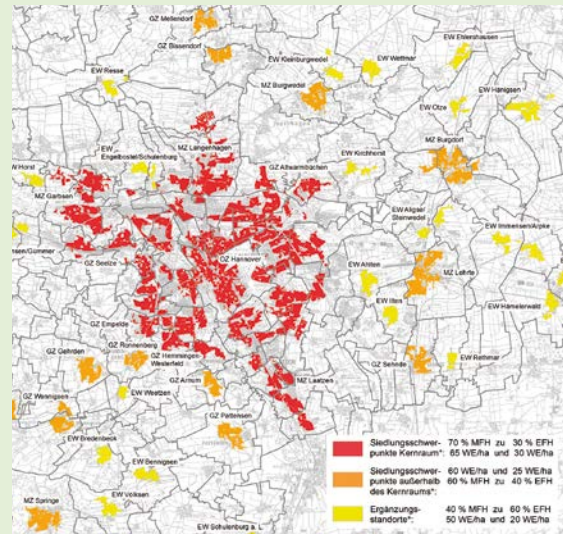 GZ Mellendorf
GZ Bissendorf
EW Ehlershausen
EW Kleinburgwedel
EW Wettmar
EW Resse
EW Hänigsen
MZ Burgwedel
EW Otze
MZ Burgdorf
MZ Langenhagen
EW
Engelbostel/Schulenburg
EW Horst
GZ Altwarmbüchen
EW Kirchhorst
MZ Garbsen
EW Aligse/
Steinwedel
EW Immensen/Arpke
nsen/Gümmer
GZ Seelze
GZ Hannover
EW Ahlten
MZ Lehrte
EW Hämelerwald
EW Ilten
GZ Empelde
GZ Ronnenberg
GZ Gehrden
GZ Hemmingen-
Westerfeld
GZ Sehnde
EW Rethmar
GZ Arnum
MZ Laatzen
GZ Wennigsen
EW Weetzen
GZ Pattensen
EW Bredenbeck
EW Bennigsen
EW Völksen
MZ Springe
EW Schulenburg a. L.
Siedlungsschwer- 70 % MFH zu 30 % EFH
punkte Kernraum*: 65 WE/ha und 30 WE/ha
Siedlungsschwer- 60 WE/ha und 25 WE/ha
punkte außerhalb 60 % MFH zu 40 % EFH
des Kernraums*:
Ergänzungs- 40 % MFH zu 60 % EFH
standorte*: 50 WE/ha und 20 WE/ha